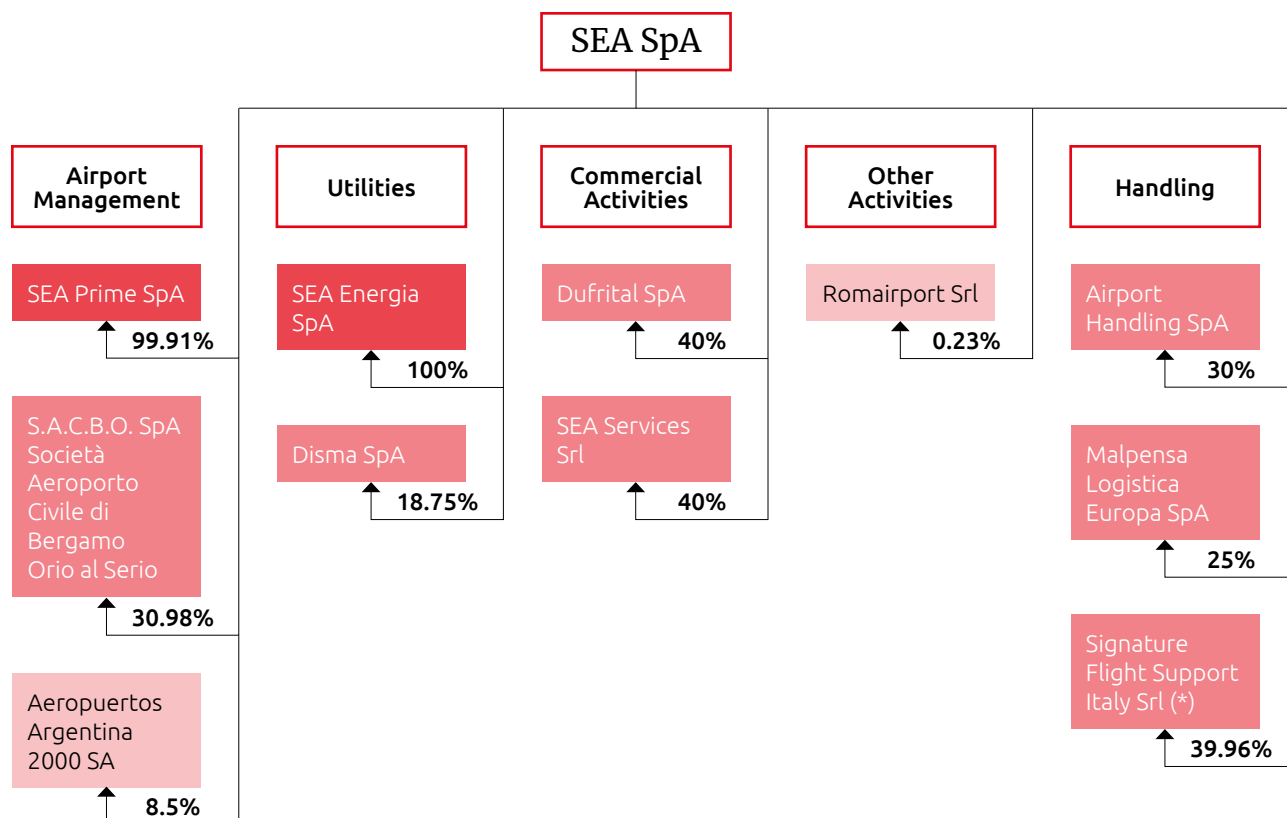 SEA SpA
Airport
Management
SEA Prime SpA
99.91%
S.A.C.B.O. SpA
Società
Aeroporto
Civile di
Bergamo
Orio al Serio
30.98%
Aeropuertos
Argentina
2000 SA
8.5%
Utilities
SEA Energia
SpA
100%
Disma SpA
18.75%
Commercial
Activities
Dufrital SpA
40%
SEA Services
Srl
40%
Other
Activities
Romairport Srl
0.23%
Handling
Airport
Handling SpA
30%
Malpensa
Logistica
Europa SpA
25%
Signature
Flight Support
Italy Srl (*)
39.96%